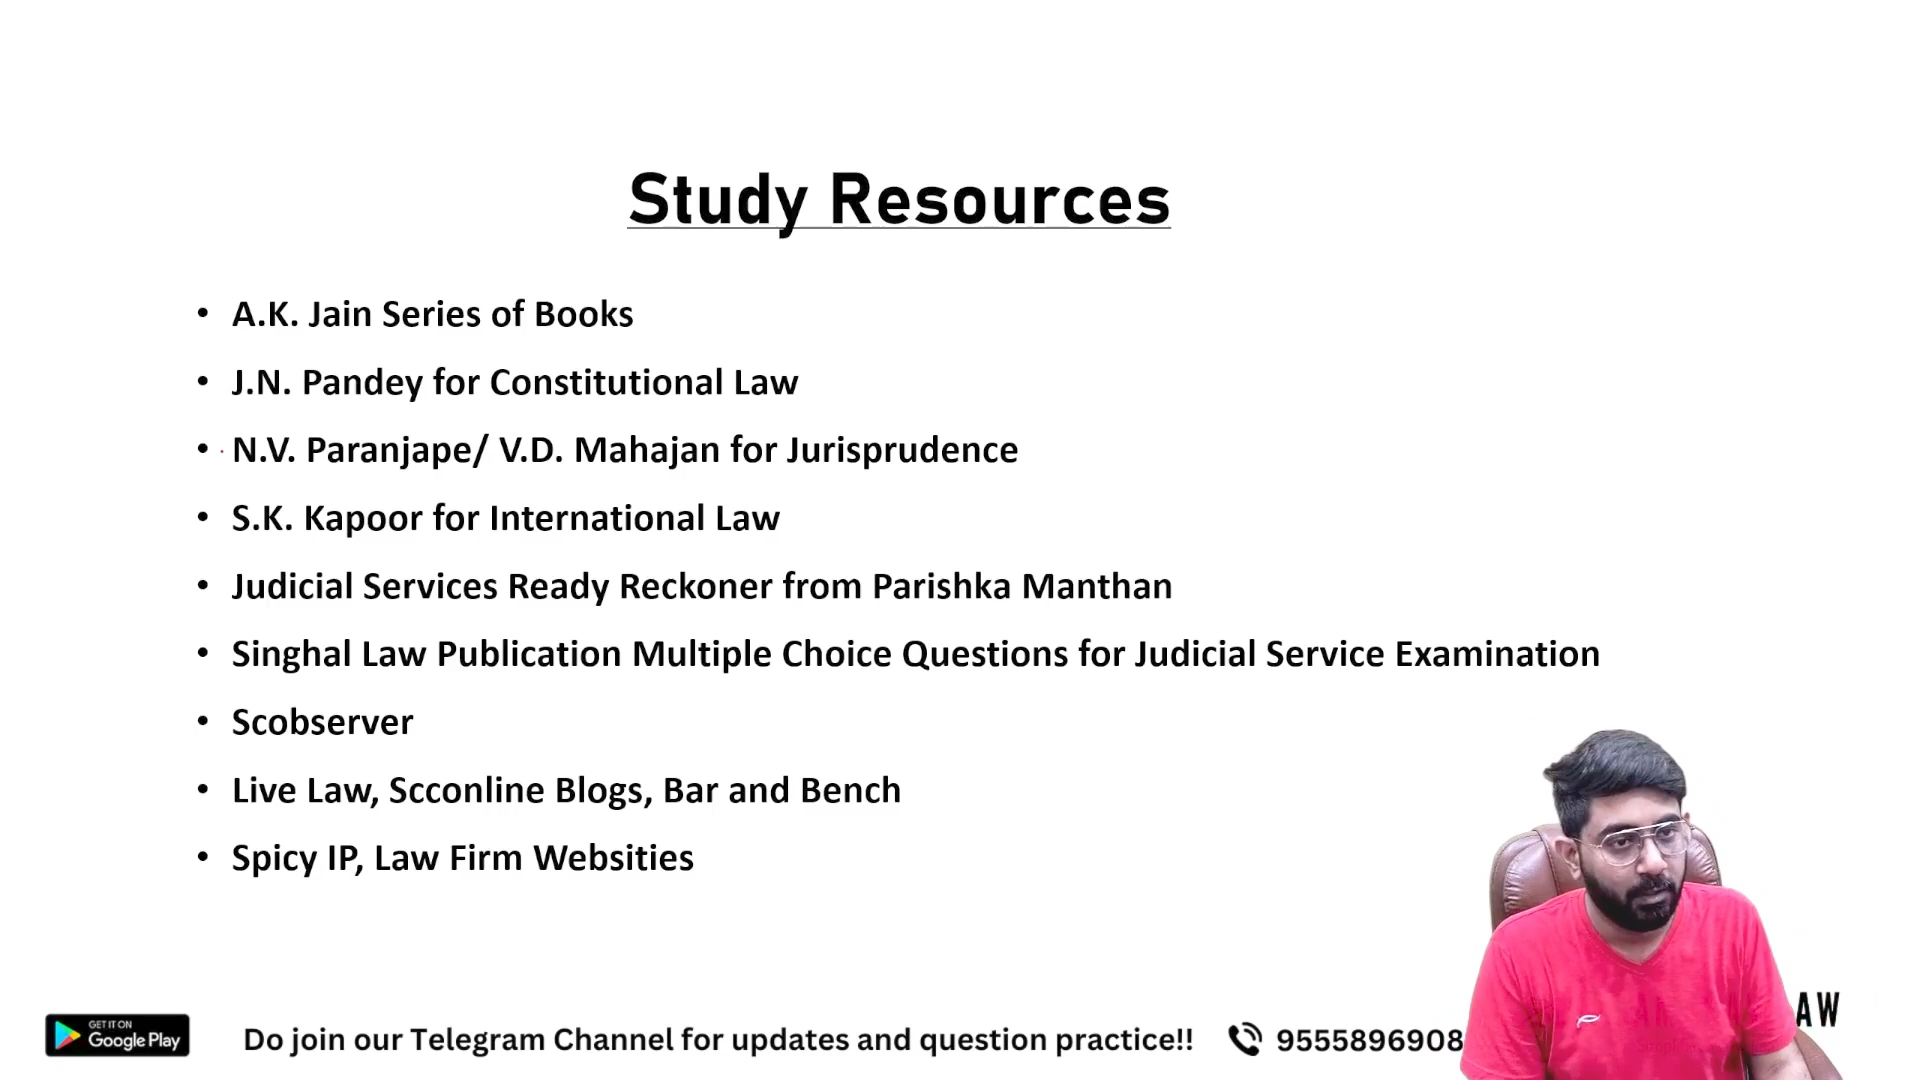 Study Resources
• A.K. Jain Series of Books
• J.N. Pandey for Constitutional Law
• N.V. Paranjape/ V.D. Mahajan for Jurisprudence
• S.K. Kapoor for International Law
• Judicial Services Ready Reckoner from Parishka Manthan
• Singhal Law Publication Multiple Choice Questions for Judicial Service Examination
• Scobserver
• Live Law, Scconline Blogs, Bar and Bench
• Spicy IP, Law Firm Websities
GET IT ON
Google Play
Do join our Telegram Channel for updates and question practice!!
9555896908
AW